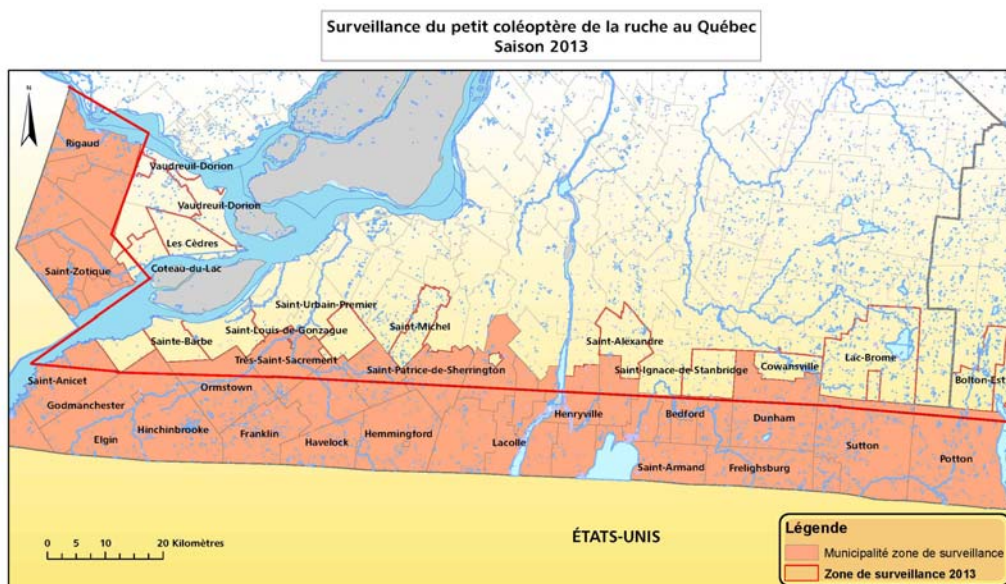 Surveillance du petit coléoptère de la ruche au Québec
Saison 2013
N
Rigaud
Vaudreuil-Dorion
Vaudreuil-Dorion
Les Cèdres
Saint-Zotique
Coteau-du-Lac
Saint-Urbain-Premier
Saint-Louis-de-Gonzague
Saint-Michel
Sainte-Barbe
Saint-Alexandre
Très-Saint-Sacrement
Saint-Patrice-de-Sherrington
Saint-Ignace-de-Stanbridge
Cowansville
Lac-Brome
Bolton-Est
Saint-Anicet
Ormstown
Godmanchester
Henryville
Bedford
Dunham
Elgin
Hinchinbrooke
Franklin
Havelock
Hemmingford
Lacolle
Sutton
Potton
Saint-Armand
Frelighsburg
ÉTATS-UNIS
0 5 10 20 Kilomètres
Légende
Municipalité zone de surveillance
Zone de surveillance 2013